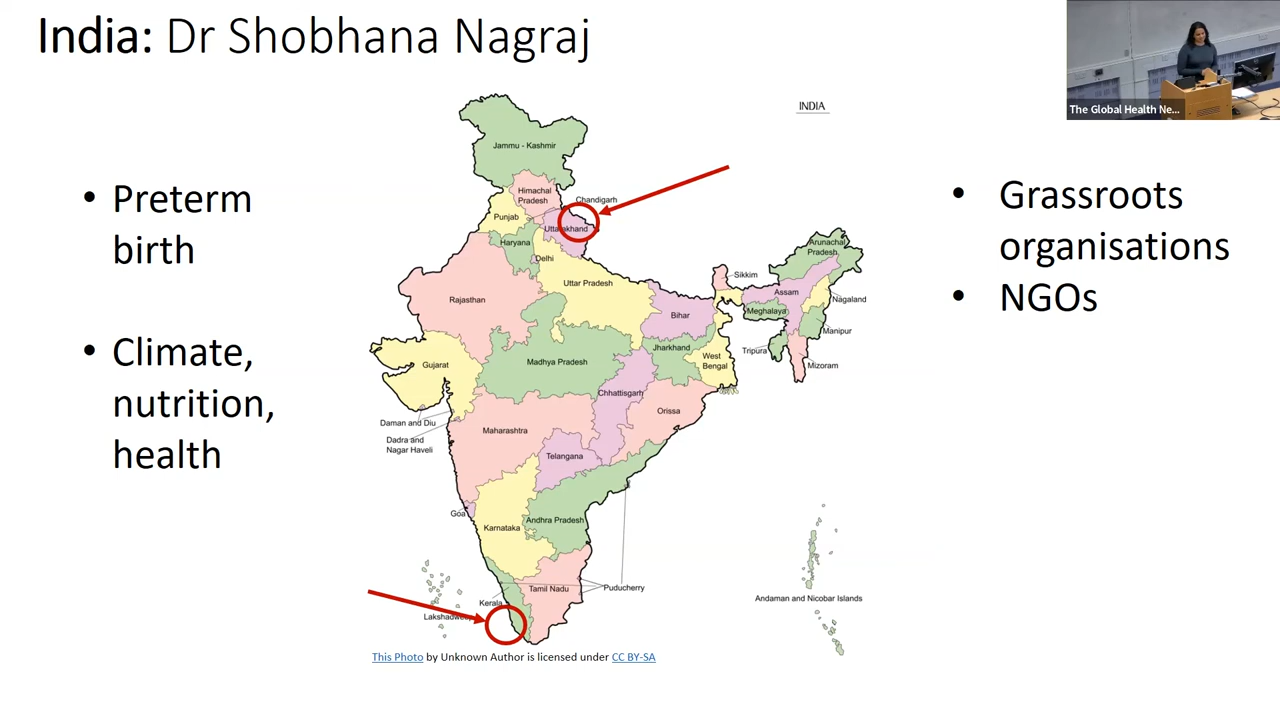 India: Dr Shobhana Nagraj
The Global Health Ne...
• Preterm
birth
• Climate,
nutrition,
health
INDIA
Jammu - Kashmir
Himachal
Pradesh
Chandigarh
Punjab
Uttarakhand
Haryana
Delhi
Arunachal
Pradesh
Sikkim
Uttar Pradesh
Assam
Rajasthan
Nagaland
Meghalaya
Bihar
Manipur
Jharkhand
Tripura
West
Bengal
Madhya Pradesh
Gujarat
Mizoram
Chhattisgarh
Orissa
Daman and Diu
Maharashtra
Dadra and
Nagar Haveli
Telangana
Goa
Andhra Pradesh
Karnataka
Tamil Nadu
Puducherry
Andaman and Nicobar Islands
Kerala
Lakshadweep
This Photo by Unknown Author is licensed under CC BY-SA
• Grassroots
organisations
• NGOs